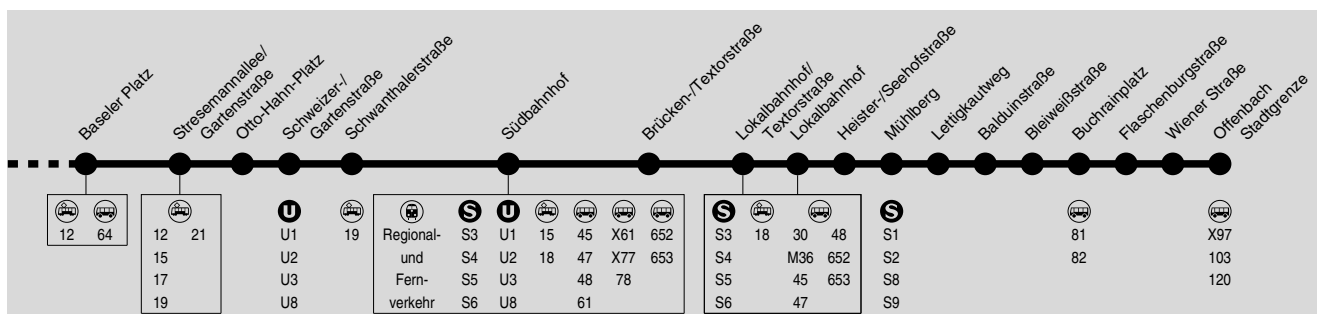 Baseler Platz
Stresemannallee/
Gartenstraße
Otto-Hahn-Platz
Schweizer-/
Gartenstraße
Schwanthalerstraße
Südbahnhof
Brücken-/Textorstraße
Lokalbahnhof/
Textorstraße
Lokalbahnhof
Heister-/Seehofstraße
Mühlberg
Lettigkautweg
Balduinstraße
Bleiweißstraße
Buchrainplatz
Flaschenburgstraße
Wiener Straße
Offenbach
Stadtgrenze
U S U S S
12 64 12 21 U1 19 Regional- S3 U1 15 45 X61 652 S3 18 30 48 S1 81 X97
15 U2 und S4 U2 18 47 X77 653 S4 M36 652 S2 82 103
17 U3 Fern- S5 U3 48 78 S5 45 653 S8 120
19 U8 verkehr S6 U8 61 S6 47 S9